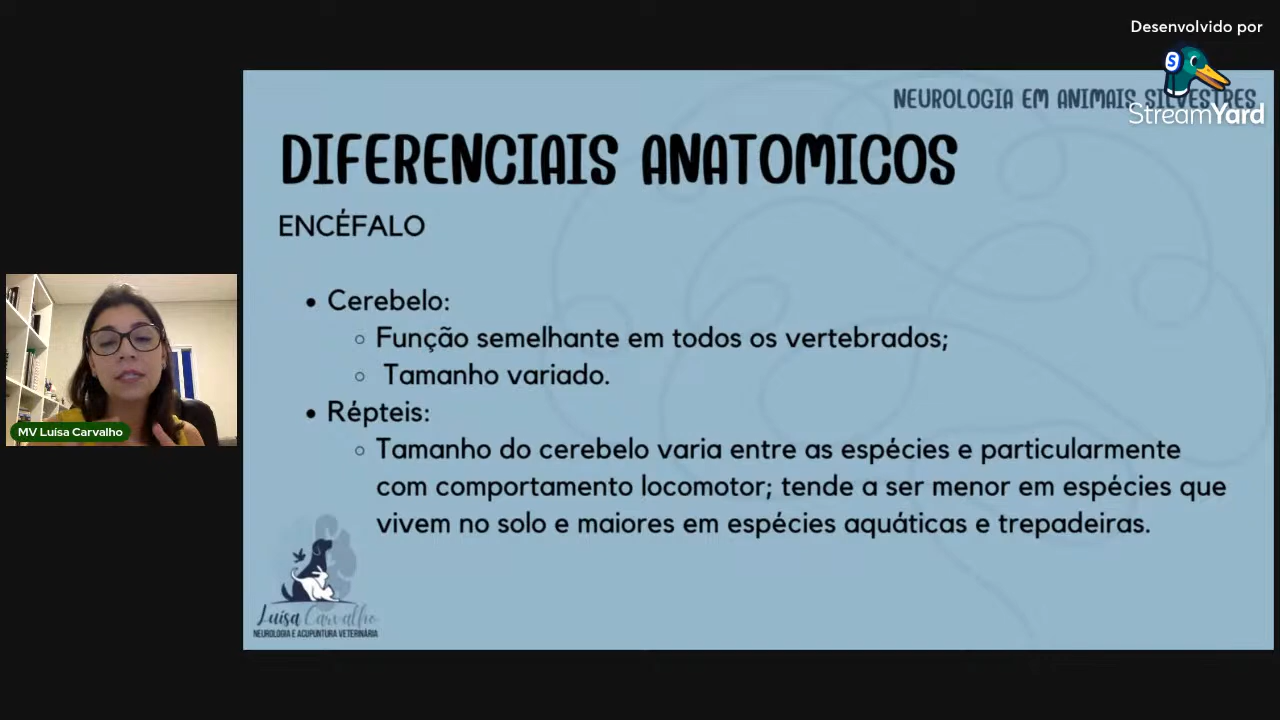 Desenvolvido por
StreamYard
NEUROLOGIA EM ANIMAIS SILVESTRES
DIFERENCIAIS ANATOMICOS
ENCÉFALO
• Cerebelo:
○ Função semelhante em todos os vertebrados;
○ Tamanho variado.
• Répteis:
○ Tamanho do cerebelo varia entre as espécies e particularmente
com comportamento locomotor; tende a ser menor em espécies que
vivem no solo e maiores em espécies aquáticas e trepadeiras.
MV Luísa Carvalho
Luísa Carvalho
NEUROLOGIA E ACUPUNTURA VETERINÁRIA